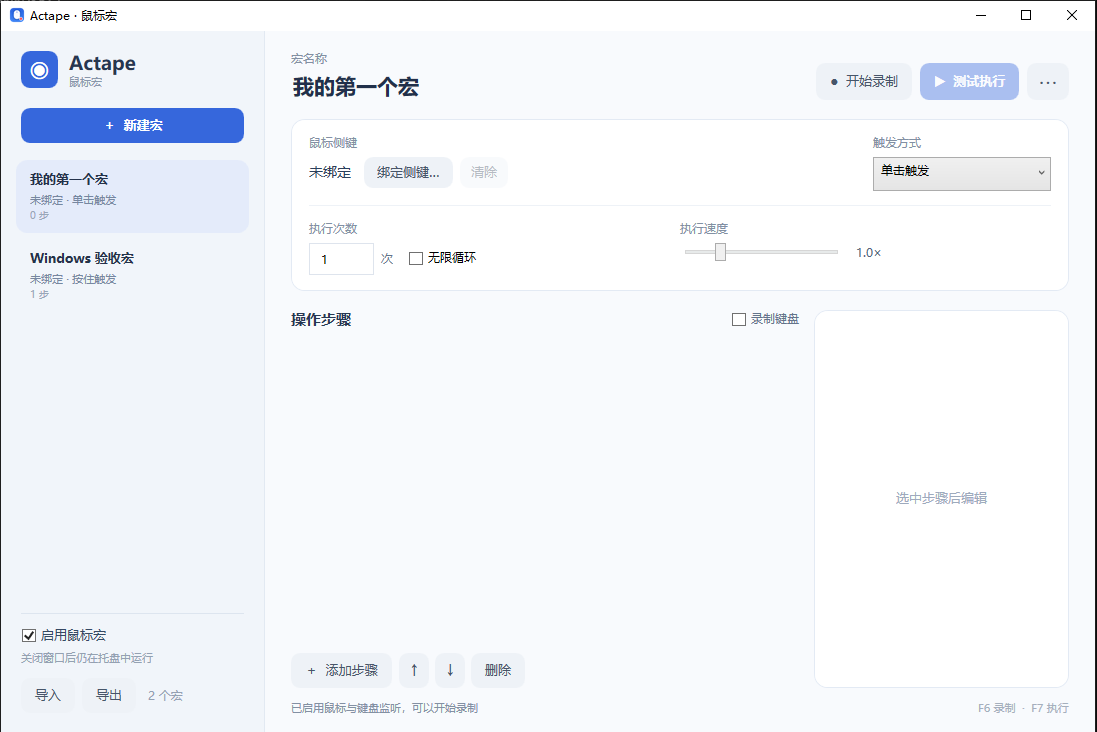 Actape · 鼠标宏
Actape
鼠标宏
+ 新建宏
我的第一个宏
未绑定 · 单击触发
0 步
Windows 验收宏
未绑定 · 按住触发
1 步
启用鼠标宏
关闭窗口后仍在托盘中运行
导入 导出 2 个宏
宏名称
我的第一个宏
● 开始录制 ▶ 测试执行 ···
鼠标侧键 触发方式
未绑定 绑定侧键... 清除 单击触发
执行次数 执行速度
1 次 无限循环 1.0×
操作步骤 录制键盘
选中步骤后编辑
+ 添加步骤 ↑ ↓ 删除
已启用鼠标与键盘监听，可以开始录制 F6 录制 · F7 执行